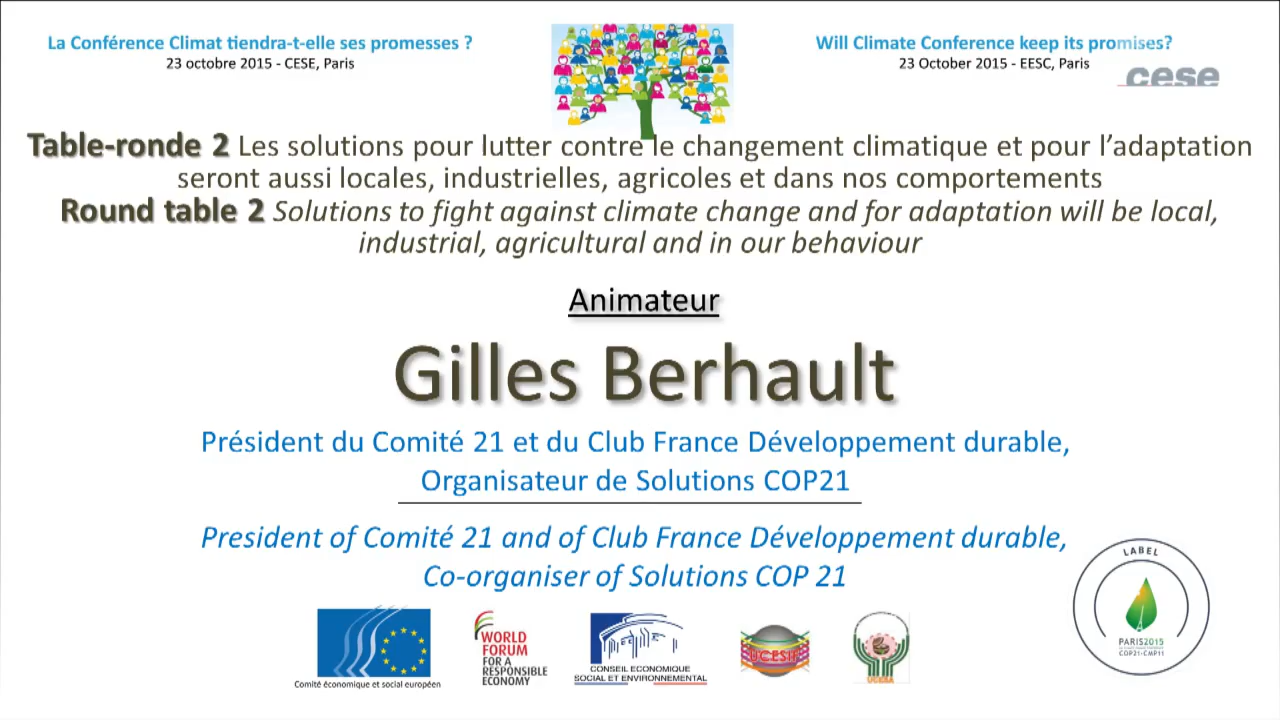 La Conférence Climat tiendra-t-elle ses promesses ?
23 octobre 2015 - CESE, Paris
Will Climate Conference keep its promises?
23 October 2015 - EESC, Paris
cese
Table-ronde 2 Les solutions pour lutter contre le changement climatique et pour l’adaptation
seront aussi locales, industrielles, agricoles et dans nos comportements
Round table 2 Solutions to fight against climate change and for adaptation will be local,
industrial, agricultural and in our behaviour
Animateur
Gilles Berhault
Président du Comité 21 et du Club France Développement durable,
Organisateur de Solutions COP21
President of Comité 21 and of Club France Développement durable,
Co-organiser of Solutions COP 21
Comité économique et social européen
WORLD
FORUM
FOR A
RESPONSIBLE
ECONOMY
CONSEIL ECONOMIQUE
SOCIAL ET ENVIRONNEMENTAL
UCESIF
LABEL
PARIS2015
COP21·CMP11